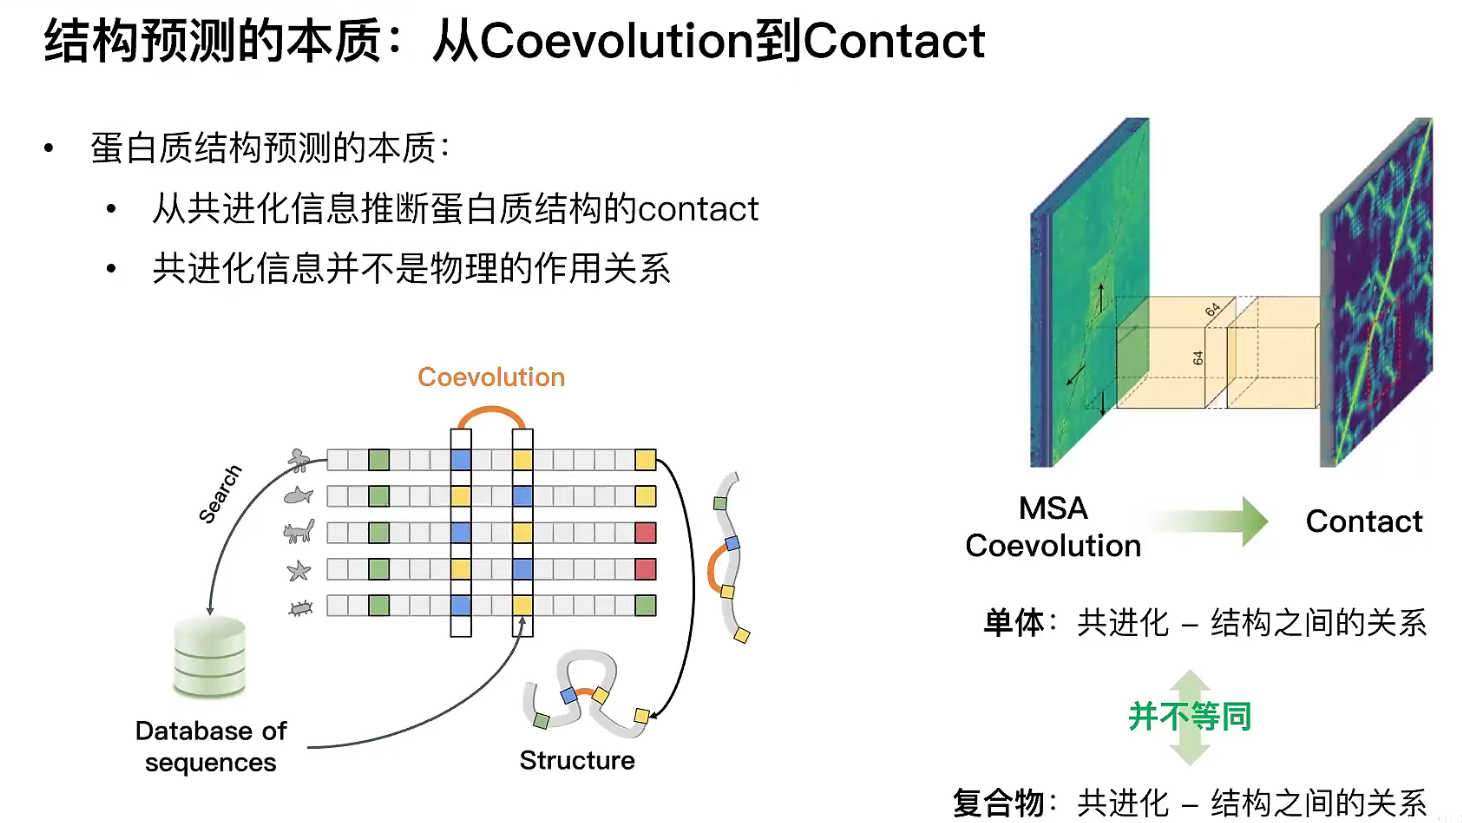 结构预测的本质：从Coevolution到Contact
• 蛋白质结构预测的本质：
• 从共进化信息推断蛋白质结构的contact
• 共进化信息并不是物理的作用关系
Coevolution
Search
Database of
sequences
Structure
64
64
MSA
Coevolution
Contact
单体：共进化 – 结构之间的关系
并不等同
复合物：共进化 – 结构之间的关系